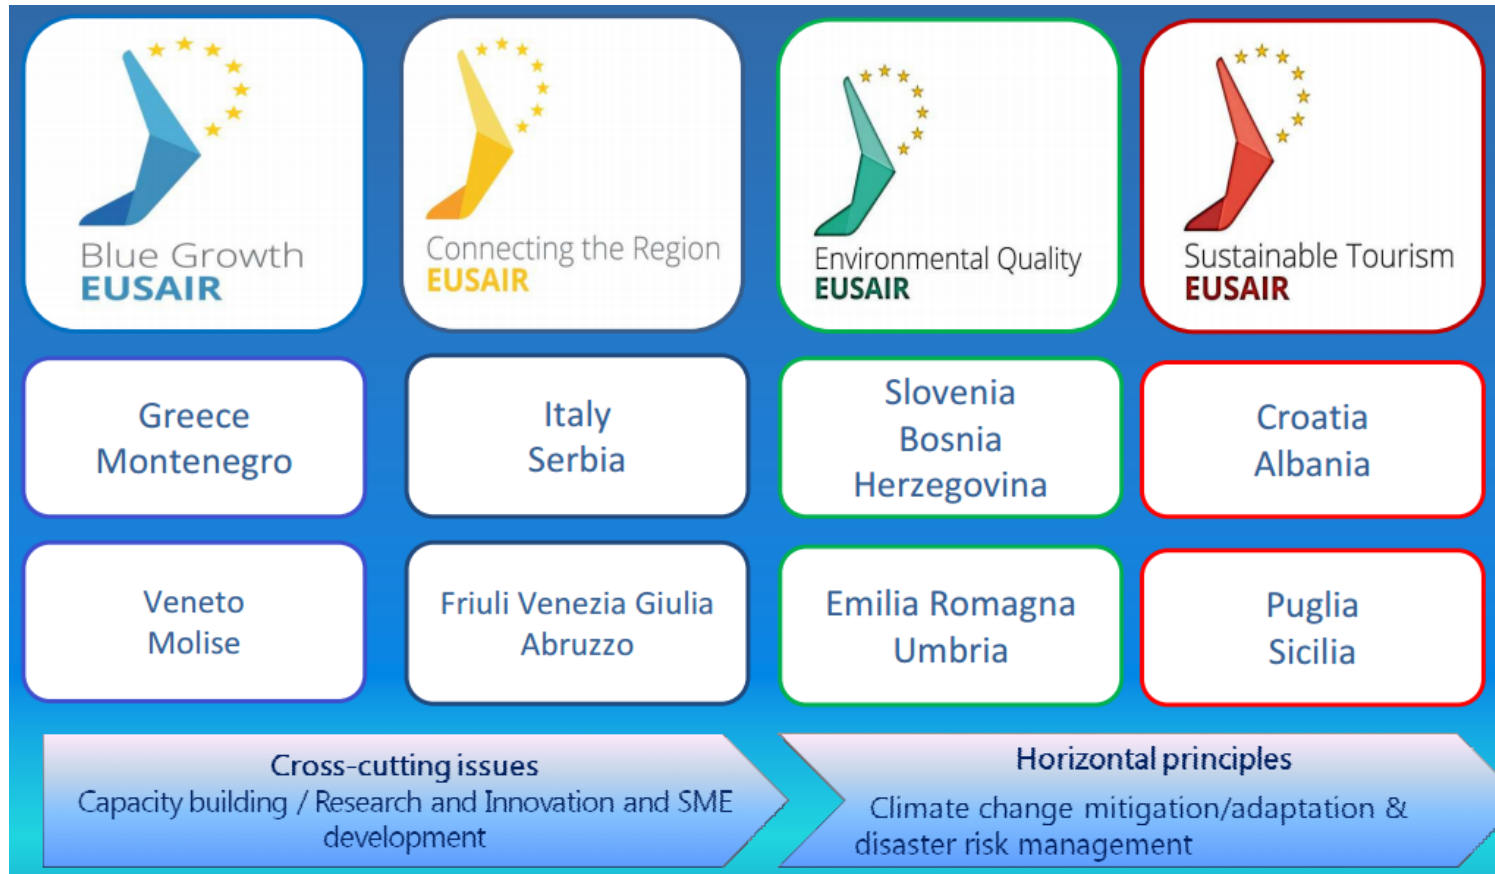 Blue Growth
EUSAIR
Connecting the Region
EUSAIR
Environmental Quality
EUSAIR
Sustainable Tourism
EUSAIR
Greece
Montenegro
Italy
Serbia
Slovenia
Bosnia
Herzegovina
Croatia
Albania
Veneto
Molise
Friuli Venezia Giulia
Abruzzo
Emilia Romagna
Umbria
Puglia
Sicilia
Cross-cutting issues
Capacity building / Research and Innovation and SME
development
Horizontal principles
Climate change mitigation/adaptation &
disaster risk management